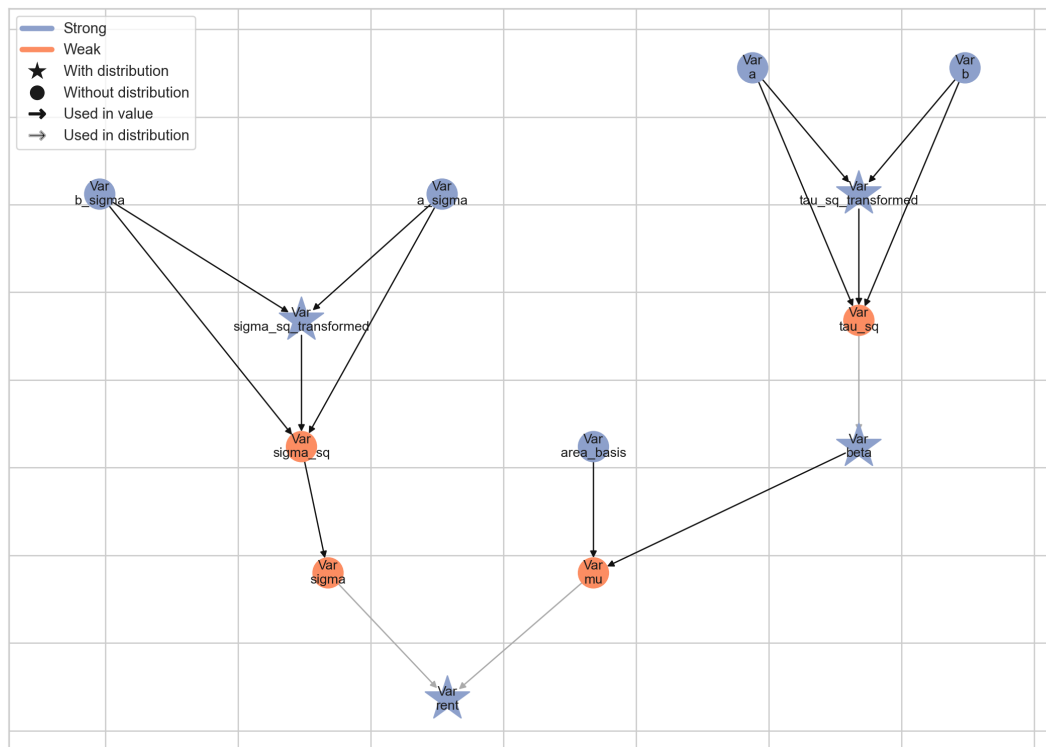 Strong
Weak
With distribution
Without distribution
Used in value
Used in distribution
Var
a
Var
b
Var
b_sigma
Var
a_sigma
Var
tau_sq_transformed
Var
sigma_sq_transformed
Var
tau_sq
Var
sigma_sq
Var
area_basis
Var
beta
Var
sigma
Var
mu
Var
rent